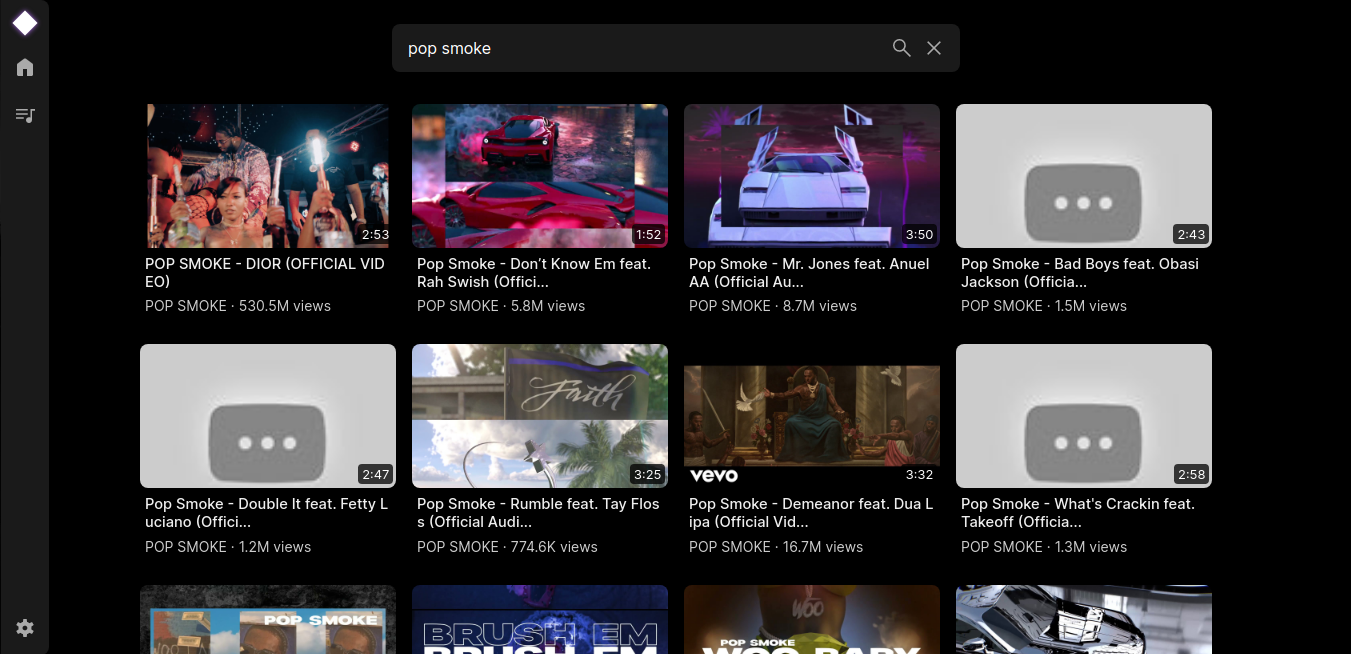 pop smoke
2:53
1:52
3:50
2:43
POP SMOKE - DIOR (OFFICIAL VID
EO)
POP SMOKE · 530.5M views
Pop Smoke - Don’t Know Em feat.
Rah Swish (Offici...
POP SMOKE · 5.8M views
Pop Smoke - Mr. Jones feat. Anuel
AA (Official Au...
POP SMOKE · 8.7M views
Pop Smoke - Bad Boys feat. Obasi
Jackson (Officia...
POP SMOKE · 1.5M views
2:47
Faith
3:25
vevo
3:32
2:58
Pop Smoke - Double It feat. Fetty L
uciano (Offici...
POP SMOKE · 1.2M views
Pop Smoke - Rumble feat. Tay Flos
s (Official Audi...
POP SMOKE · 774.6K views
Pop Smoke - Demeanor feat. Dua L
ipa (Official Vid...
POP SMOKE · 16.7M views
Pop Smoke - What's Crackin feat.
Takeoff (Officia...
POP SMOKE · 1.3M views
POP SMOKE
BRUSH EM
BRUSH EM
WOO
POP SMOKE
WOO BABY